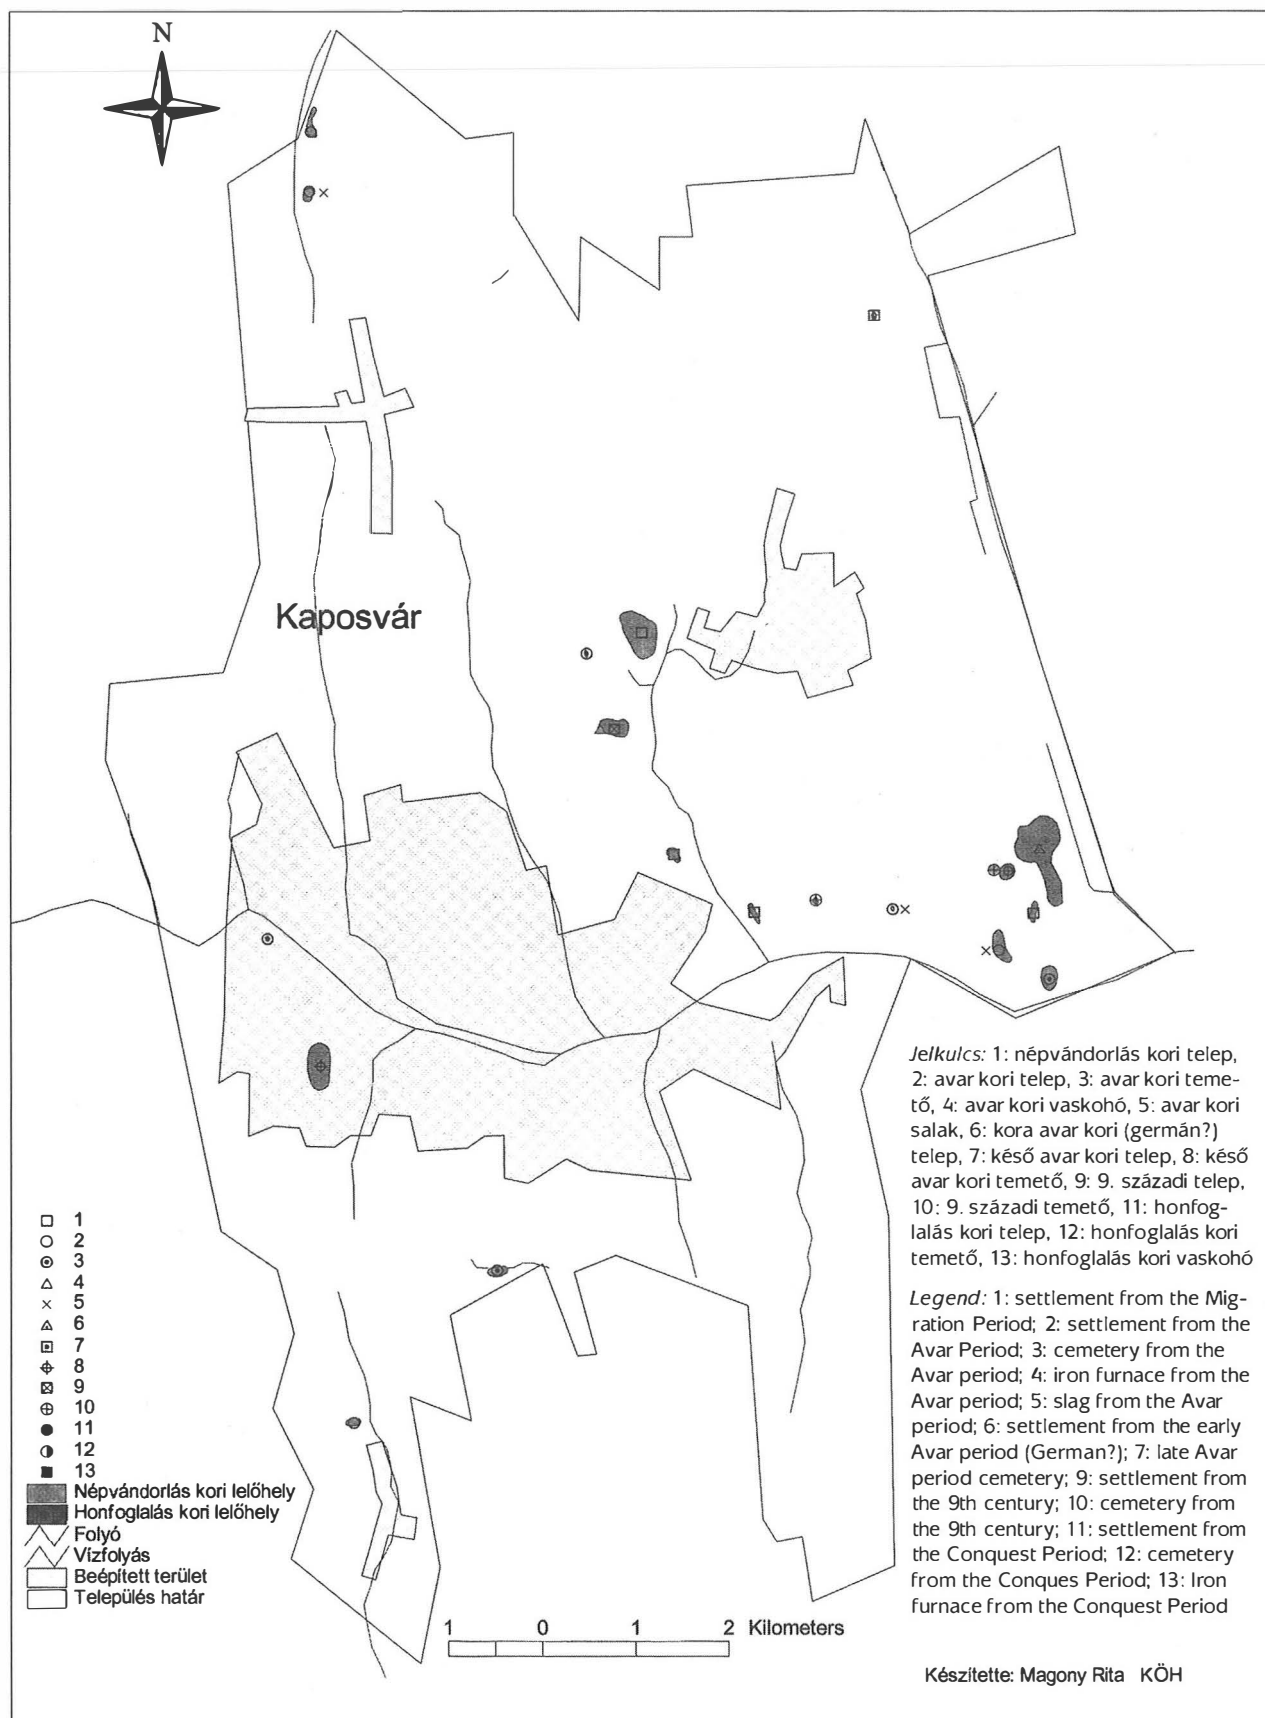 N
Kaposvár
Jelkulcs: 1: népvándorlás kori telep,
2: avar kori telep, 3: avar kori teme-
tő, 4: avar kori vaskohó, 5: avar kori
salak, 6: kora avar kori (germán?)
telep, 7: késő avar kori telep, 8: késő
avar kori temető, 9: 9. századi telep,
10: 9. századi temető, 11: honfog-
lalás kori telep, 12: honfoglalás kori
temető, 13: honfoglalás kori vaskohó
Legend: 1: settlement from the Mig-
ration Period; 2: settlement from the
Avar Period; 3: cemetery from the
Avar period; 4: iron furnace from the
Avar period; 5: slag from the Avar
period; 6: settlement from the early
Avar period (German?); 7: late Avar
period cemetery; 9: settlement from
the 9th century; 10: cemetery from
the 9th century; 11: settlement from
the Conquest Period; 12: cemetery
from the Conques Period; 13: Iron
furnace from the Conquest Period
1
2
3
4
5
6
7
8
9
10
11
12
13
Népvándorlás kori lelőhely
Honfoglalás kori lelőhely
Folyó
Vízfolyás
Beépített terület
Település határ
1 0 1 2 Kilometers
Készítette: Magony Rita KÖH